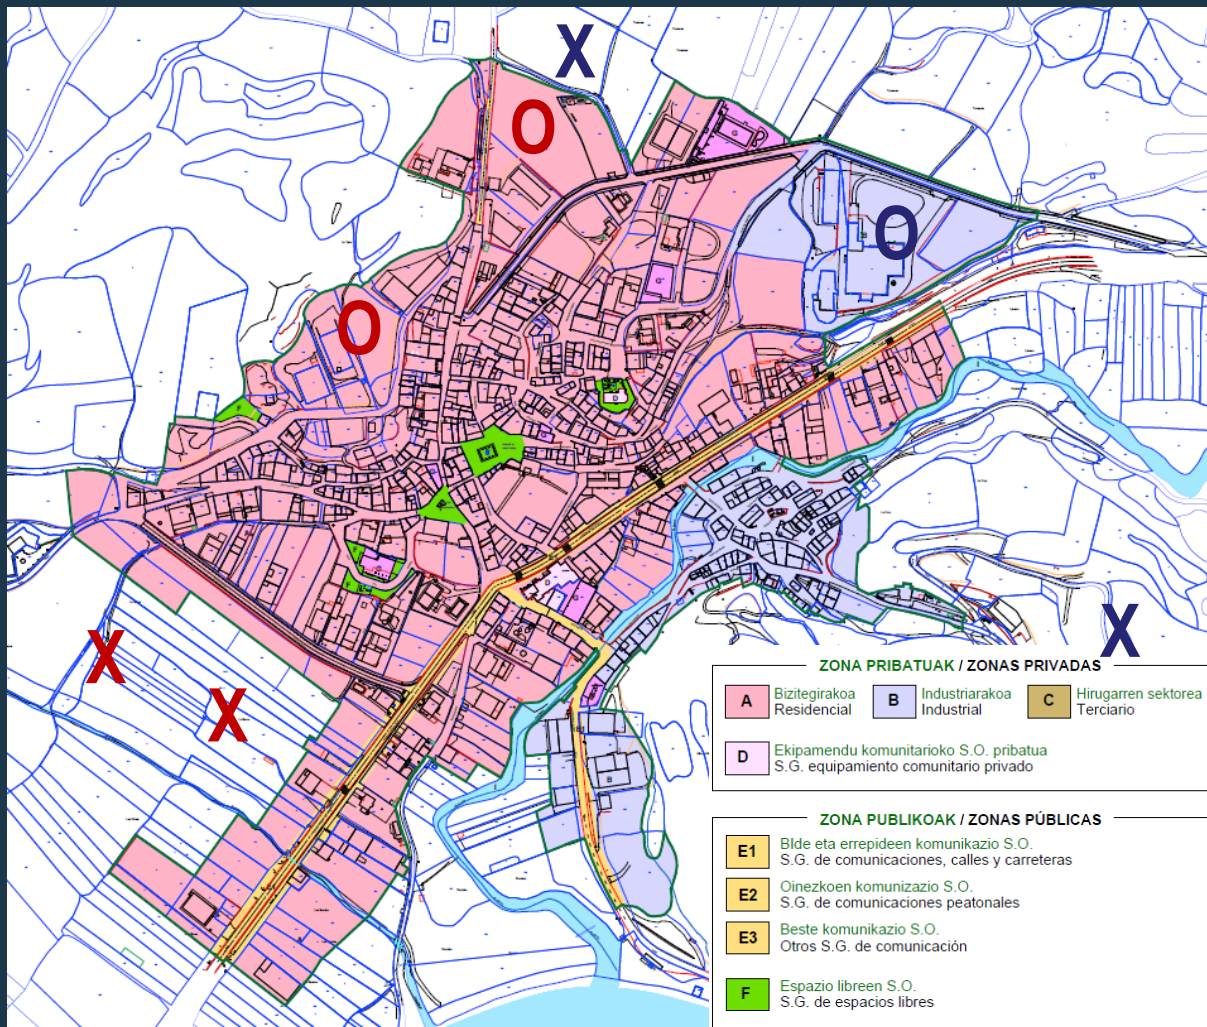 X
O
O
O
X
X
X
ZONA PRIBATUAK / ZONAS PRIVADAS
A Bizitegirakoa
Residencial
B Industriarakoa
Industrial
C Hirugarren sektorea
Terciario
D Ekipamendu komunitarioko S.O. pribatua
S.G. equipamiento comunitario privado
ZONA PUBLIKOAK / ZONAS PÚBLICAS
E1 BIde eta errepideen komunikazio S.O.
S.G. de comunicaciones, calles y carreteras
E2 Oinezkoen komunizazio S.O.
S.G. de comunicaciones peatonales
E3 Beste komunikazio S.O.
Otros S.G. de comunicación
F Espazio libreen S.O.
S.G. de espacios libres